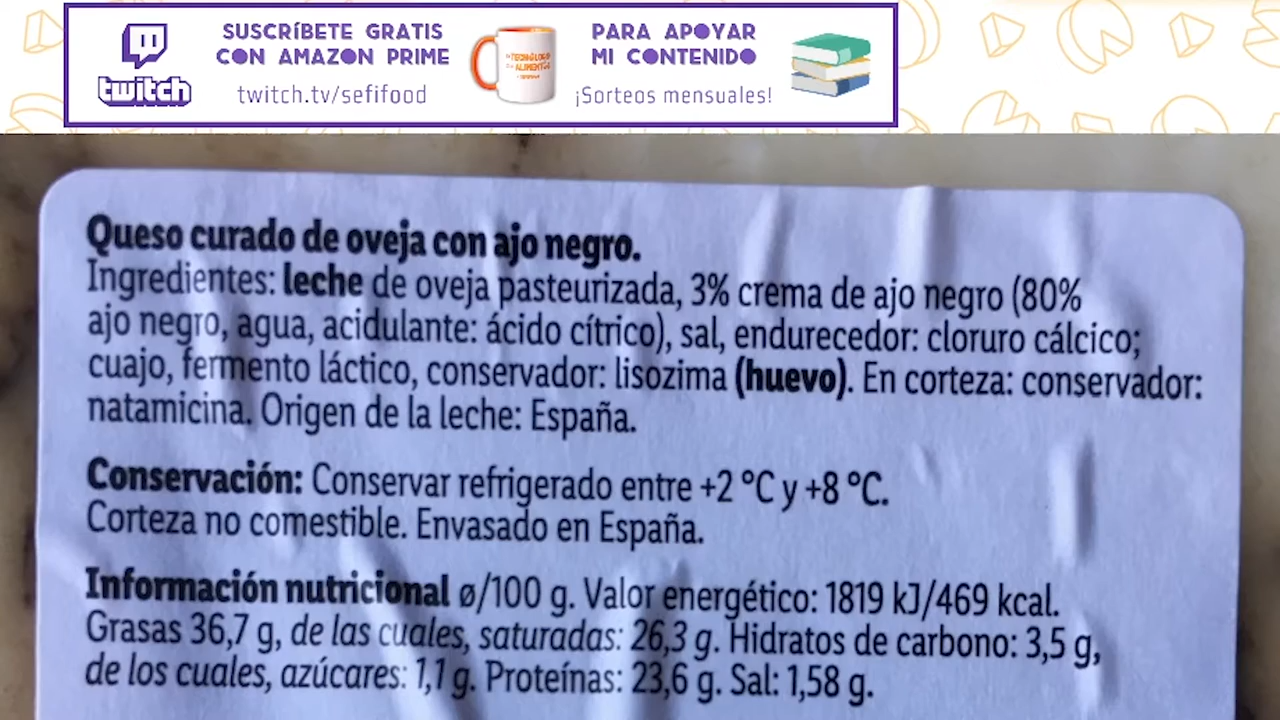 SUSCRÍBETE GRATIS
CON AMAZON PRIME
twitch
twitch.tv/sefifood
PARA APOYAR
MI CONTENIDO
¡Sorteos mensuales!
Queso curado de oveja con ajo negro.
Ingredientes: leche de oveja pasteurizada, 3% crema de ajo negro (80%
ajo negro, agua, acidulante: ácido cítrico), sal, endurecedor: cloruro cálcico;
cuajo, fermento láctico, conservador: lisozima (huevo). En corteza: conservador:
natamicina. Origen de la leche: España.
Conservación: Conservar refrigerado entre +2 °C y +8 °C.
Corteza no comestible. Envasado en España.
Información nutricional ø/100 g. Valor energético: 1819 kJ/469 kcal.
Grasas 36,7 g, de las cuales, saturadas: 26,3 g. Hidratos de carbono: 3,5 g,
de los cuales, azúcares: 1,1 g. Proteínas: 23,6 g. Sal: 1,58 g.